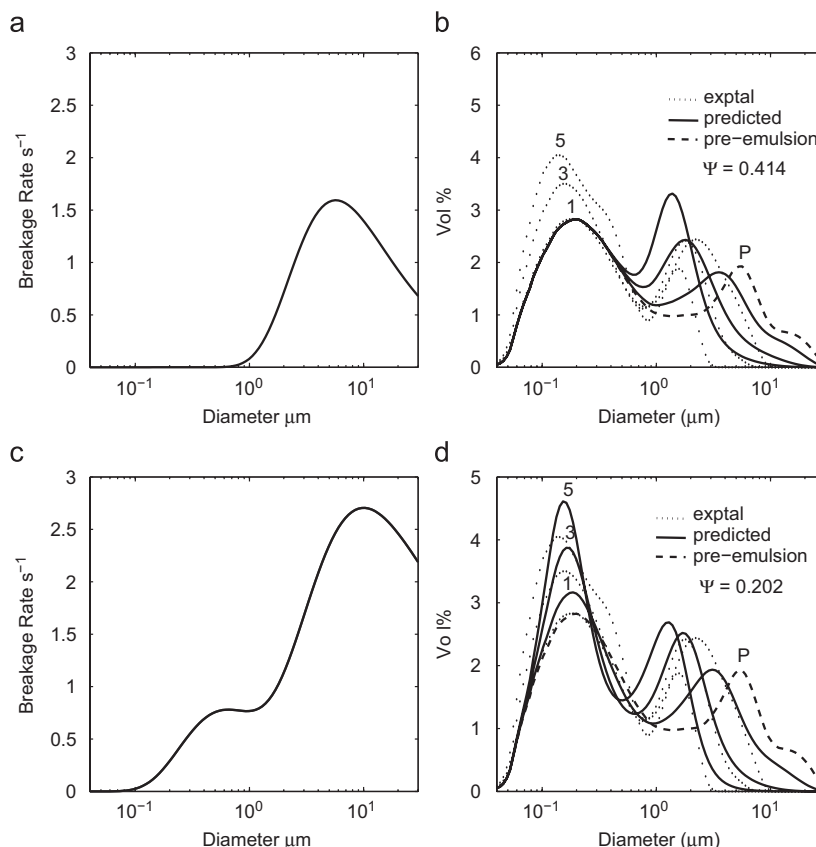 a
3
2.5
2
1.5
1
0.5
0
Breakage Rate s⁻¹
10⁻¹ 10⁰ 10¹
Diameter μm
b
6
5
4
3
2
1
0
Vol %
5
3
1
P
exptal
predicted
pre−emulsion
Ψ = 0.414
10⁻¹ 10⁰ 10¹
Diameter (μm)
c
3
2.5
2
1.5
1
0.5
0
Breakage Rate s⁻¹
10⁻¹ 10⁰ 10¹
Diameter μm
d
5
4
3
2
1
0
Vo l%
5
3
1
P
exptal
predicted
pre−emulsion
Ψ = 0.202
10⁻¹ 10⁰ 10¹
Diameter (μm)